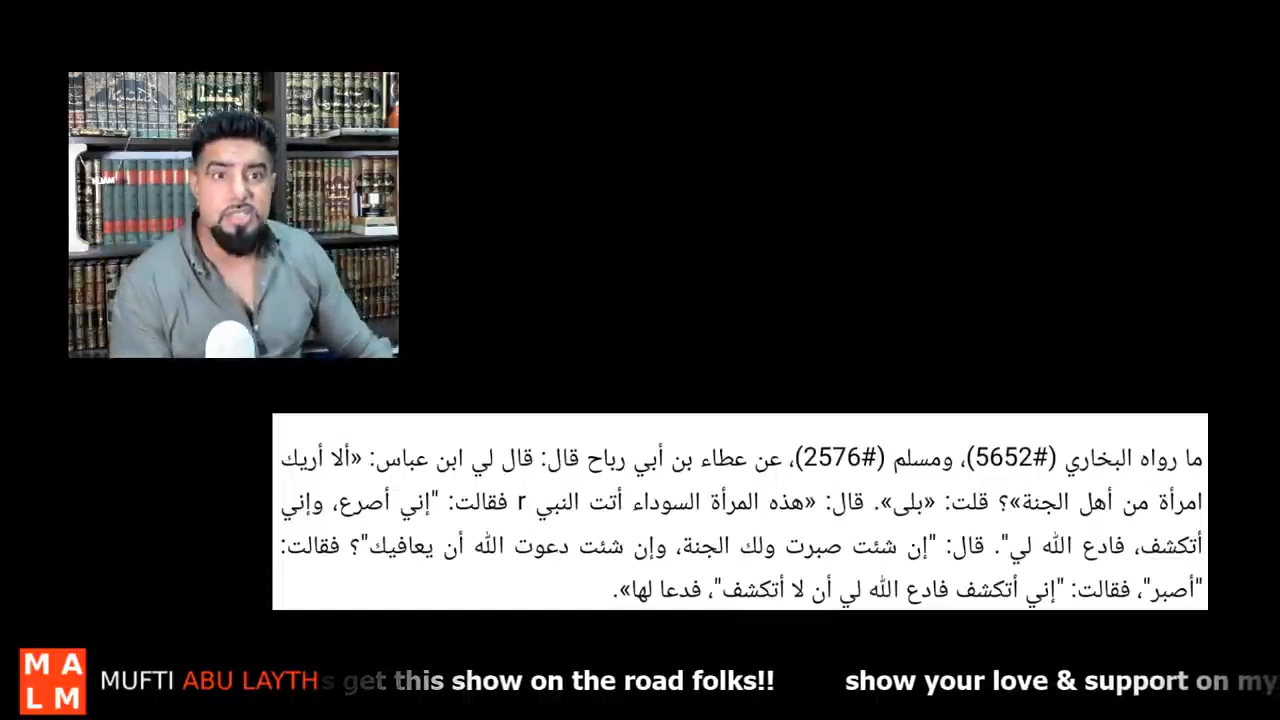 ما رواه البخاري (#5652)، ومسلم (#2576)، عن عطاء بن أبي رباح قال: قال لي ابن عباس: «ألا أريك
امرأة من أهل الجنة»؟ قلت: «بلى». قال: «هذه المرأة السوداء أتت النبي r فقالت: "إني أصرع، وإني
أتكشف، فادع الله لي". قال: "إن شئت صبرت ولك الجنة، وإن شئت دعوت الله أن يعافيك"؟ فقالت:
"أصبر"، فقالت: "إني أتكشف فادع الله لي أن لا أتكشف"، فدعا لها».
MA
LM
MUFTI ABU LAYTH
s get this show on the road folks!! show your love & support on my